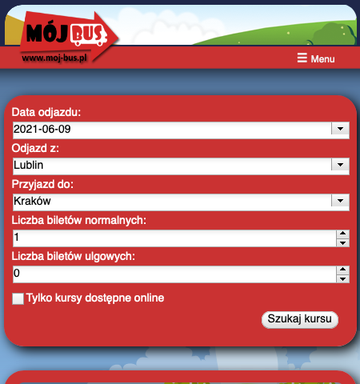 MÓJ BUS
www.moj-bus.pl
Menu
Data odjazdu:
2021-06-09
Odjazd z:
Lublin
Przyjazd do:
Kraków
Liczba biletów normalnych:
1
Liczba biletów ulgowych:
0
Tylko kursy dostępne online
Szukaj kursu